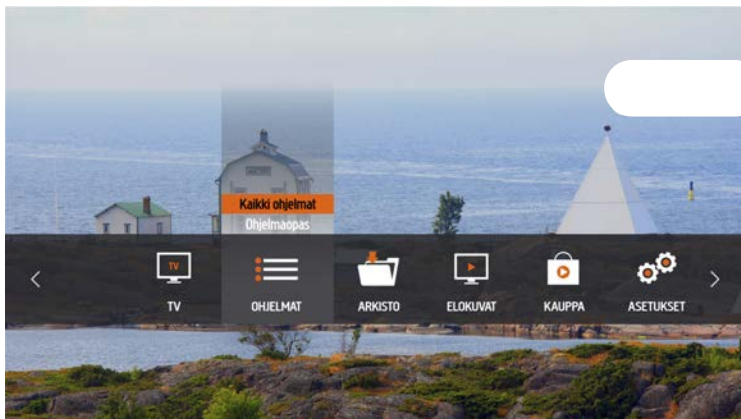 Kaikki ohjelmat
Ohjelmaopas
TV
TV
OHJELMAT
ARKISTO
ELOKUVAT
KAUPPA
ASETUKSET